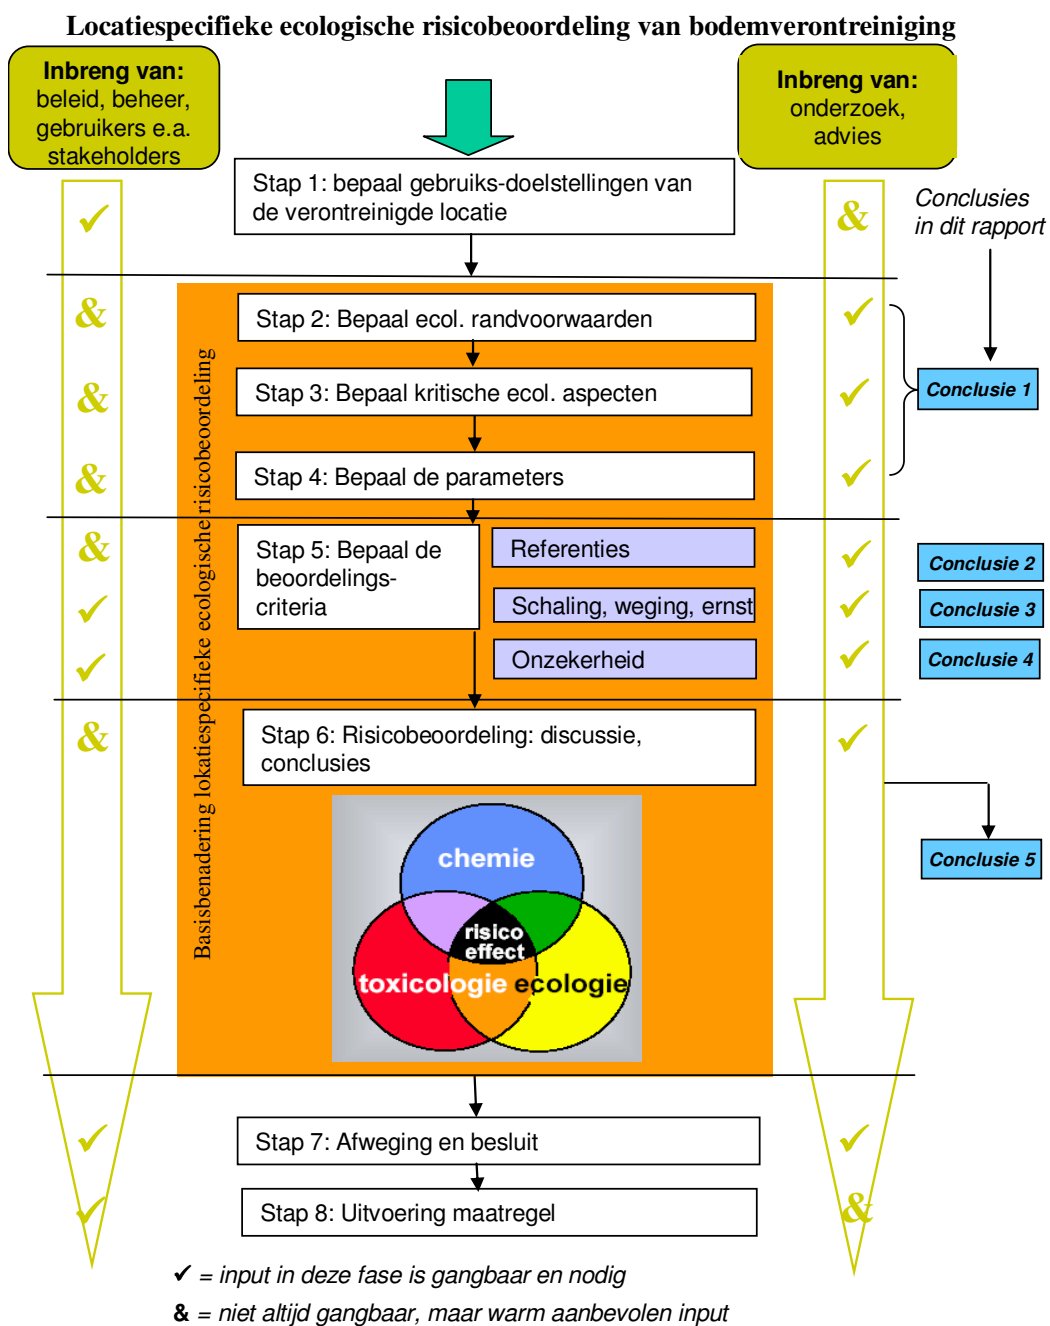 Locatiespecifieke ecologische risicobeoordeling van bodemverontreiniging
Inbreng van:
beleid, beheer,
gebruikers e.a.
stakeholders
Inbreng van:
onderzoek,
advies
Stap 1: bepaal gebruiks-doelstellingen van
de verontreinigde locatie
✓
&
Conclusies
in dit rapport
Basisbenadering lokatiespecifieke ecologische risicobeoordeling
&
Stap 2: Bepaal ecol. randvoorwaarden
✓
&
Stap 3: Bepaal kritische ecol. aspecten
✓
Conclusie 1
&
Stap 4: Bepaal de parameters
✓
&
Stap 5: Bepaal de
beoordelings-
criteria
Referenties
✓
Conclusie 2
✓
Schaling, weging, ernst
✓
Conclusie 3
✓
Onzekerheid
✓
Conclusie 4
&
Stap 6: Risicobeoordeling: discussie,
conclusies
✓
Conclusie 5
chemie
risico
effect
toxicologie
ecologie
✓
Stap 7: Afweging en besluit
✓
✓
Stap 8: Uitvoering maatregel
&
✓ = input in deze fase is gangbaar en nodig
& = niet altijd gangbaar, maar warm aanbevolen input